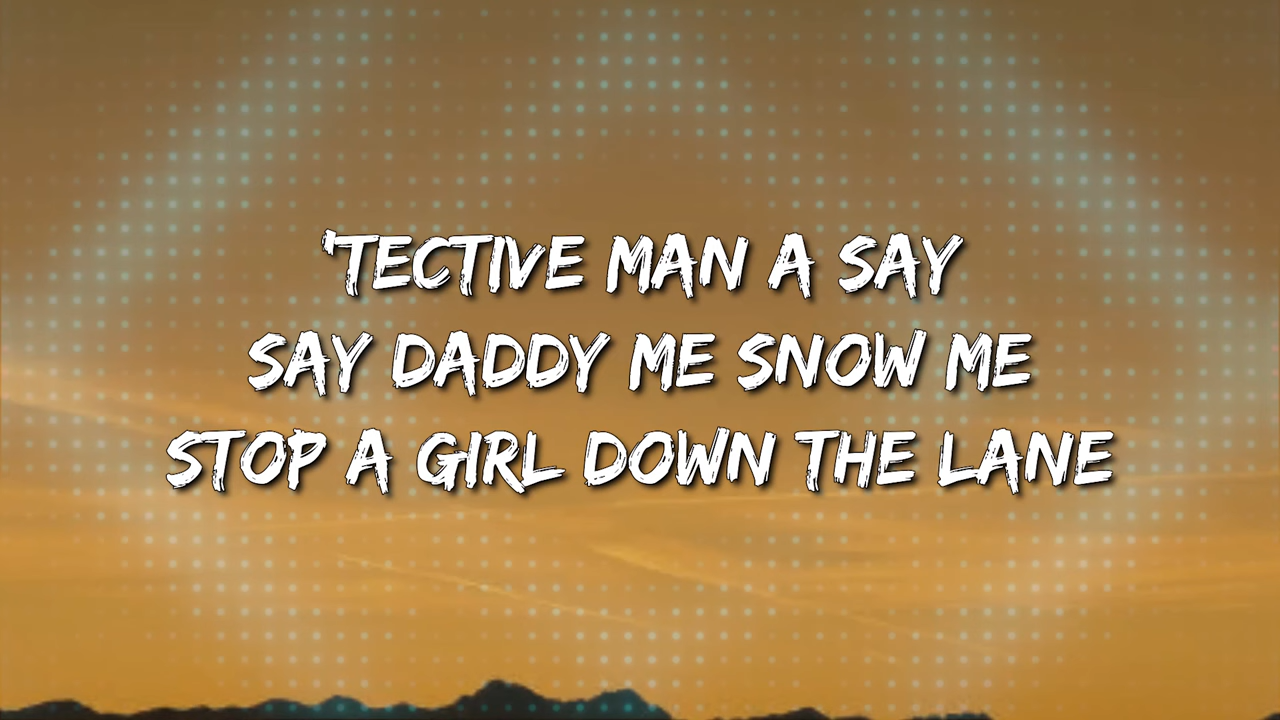 'TECTIVE MAN A SAY
SAY DADDY ME SNOW ME
STOP A GIRL DOWN THE LANE